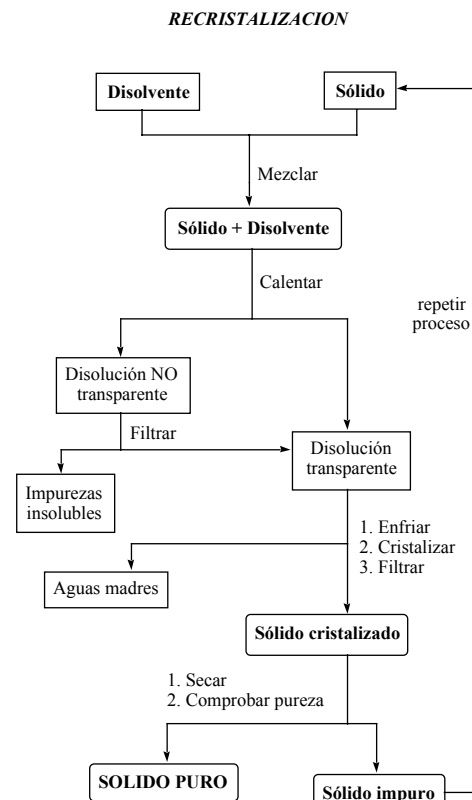 RECRISTALIZACION
Disolvente
Sólido
Mezclar
Sólido + Disolvente
Calentar
repetir
proceso
Disolución NO
transparente
Filtrar
Disolución
transparente
Impurezas
insolubles
1. Enfriar
2. Cristalizar
3. Filtrar
Aguas madres
Sólido cristalizado
1. Secar
2. Comprobar pureza
SOLIDO PURO
Sólido impuro